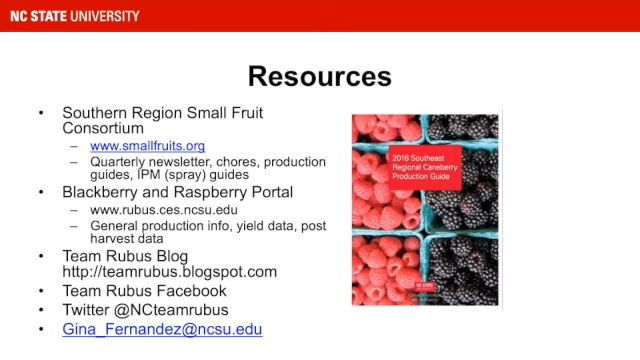 NC STATE UNIVERSITY
Resources
• Southern Region Small Fruit
Consortium
– www.smallfruits.org
– Quarterly newsletter, chores, production
guides, IPM (spray) guides
• Blackberry and Raspberry Portal
– www.rubus.ces.ncsu.edu
– General production info, yield data, post
harvest data
• Team Rubus Blog
http://teamrubus.blogspot.com
• Team Rubus Facebook
• Twitter @NCteamrubus
• Gina_Fernandez@ncsu.edu
2016 Southeast
Regional Caneberry
Production Guide
NC STATE